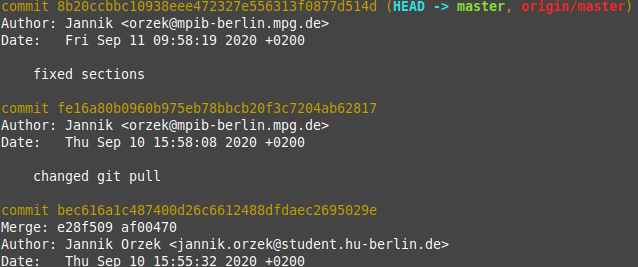 commit 8b20ccbbc10938eee472327e556313f0877d514d (HEAD -> master, origin/master)
Author: Jannik <orzek@mpib-berlin.mpg.de>
Date:   Fri Sep 11 09:58:19 2020 +0200
fixed sections
commit fe16a80b0960b975eb78bbcb20f3c7204ab62817
Author: Jannik <orzek@mpib-berlin.mpg.de>
Date:   Thu Sep 10 15:58:08 2020 +0200
changed git pull
commit bec616a1c487400d26c6612488dfdaec2695029e
Merge: e28f509 af00470
Author: Jannik Orzek <jannik.orzek@student.hu-berlin.de>
Date:   Thu Sep 10 15:55:32 2020 +0200